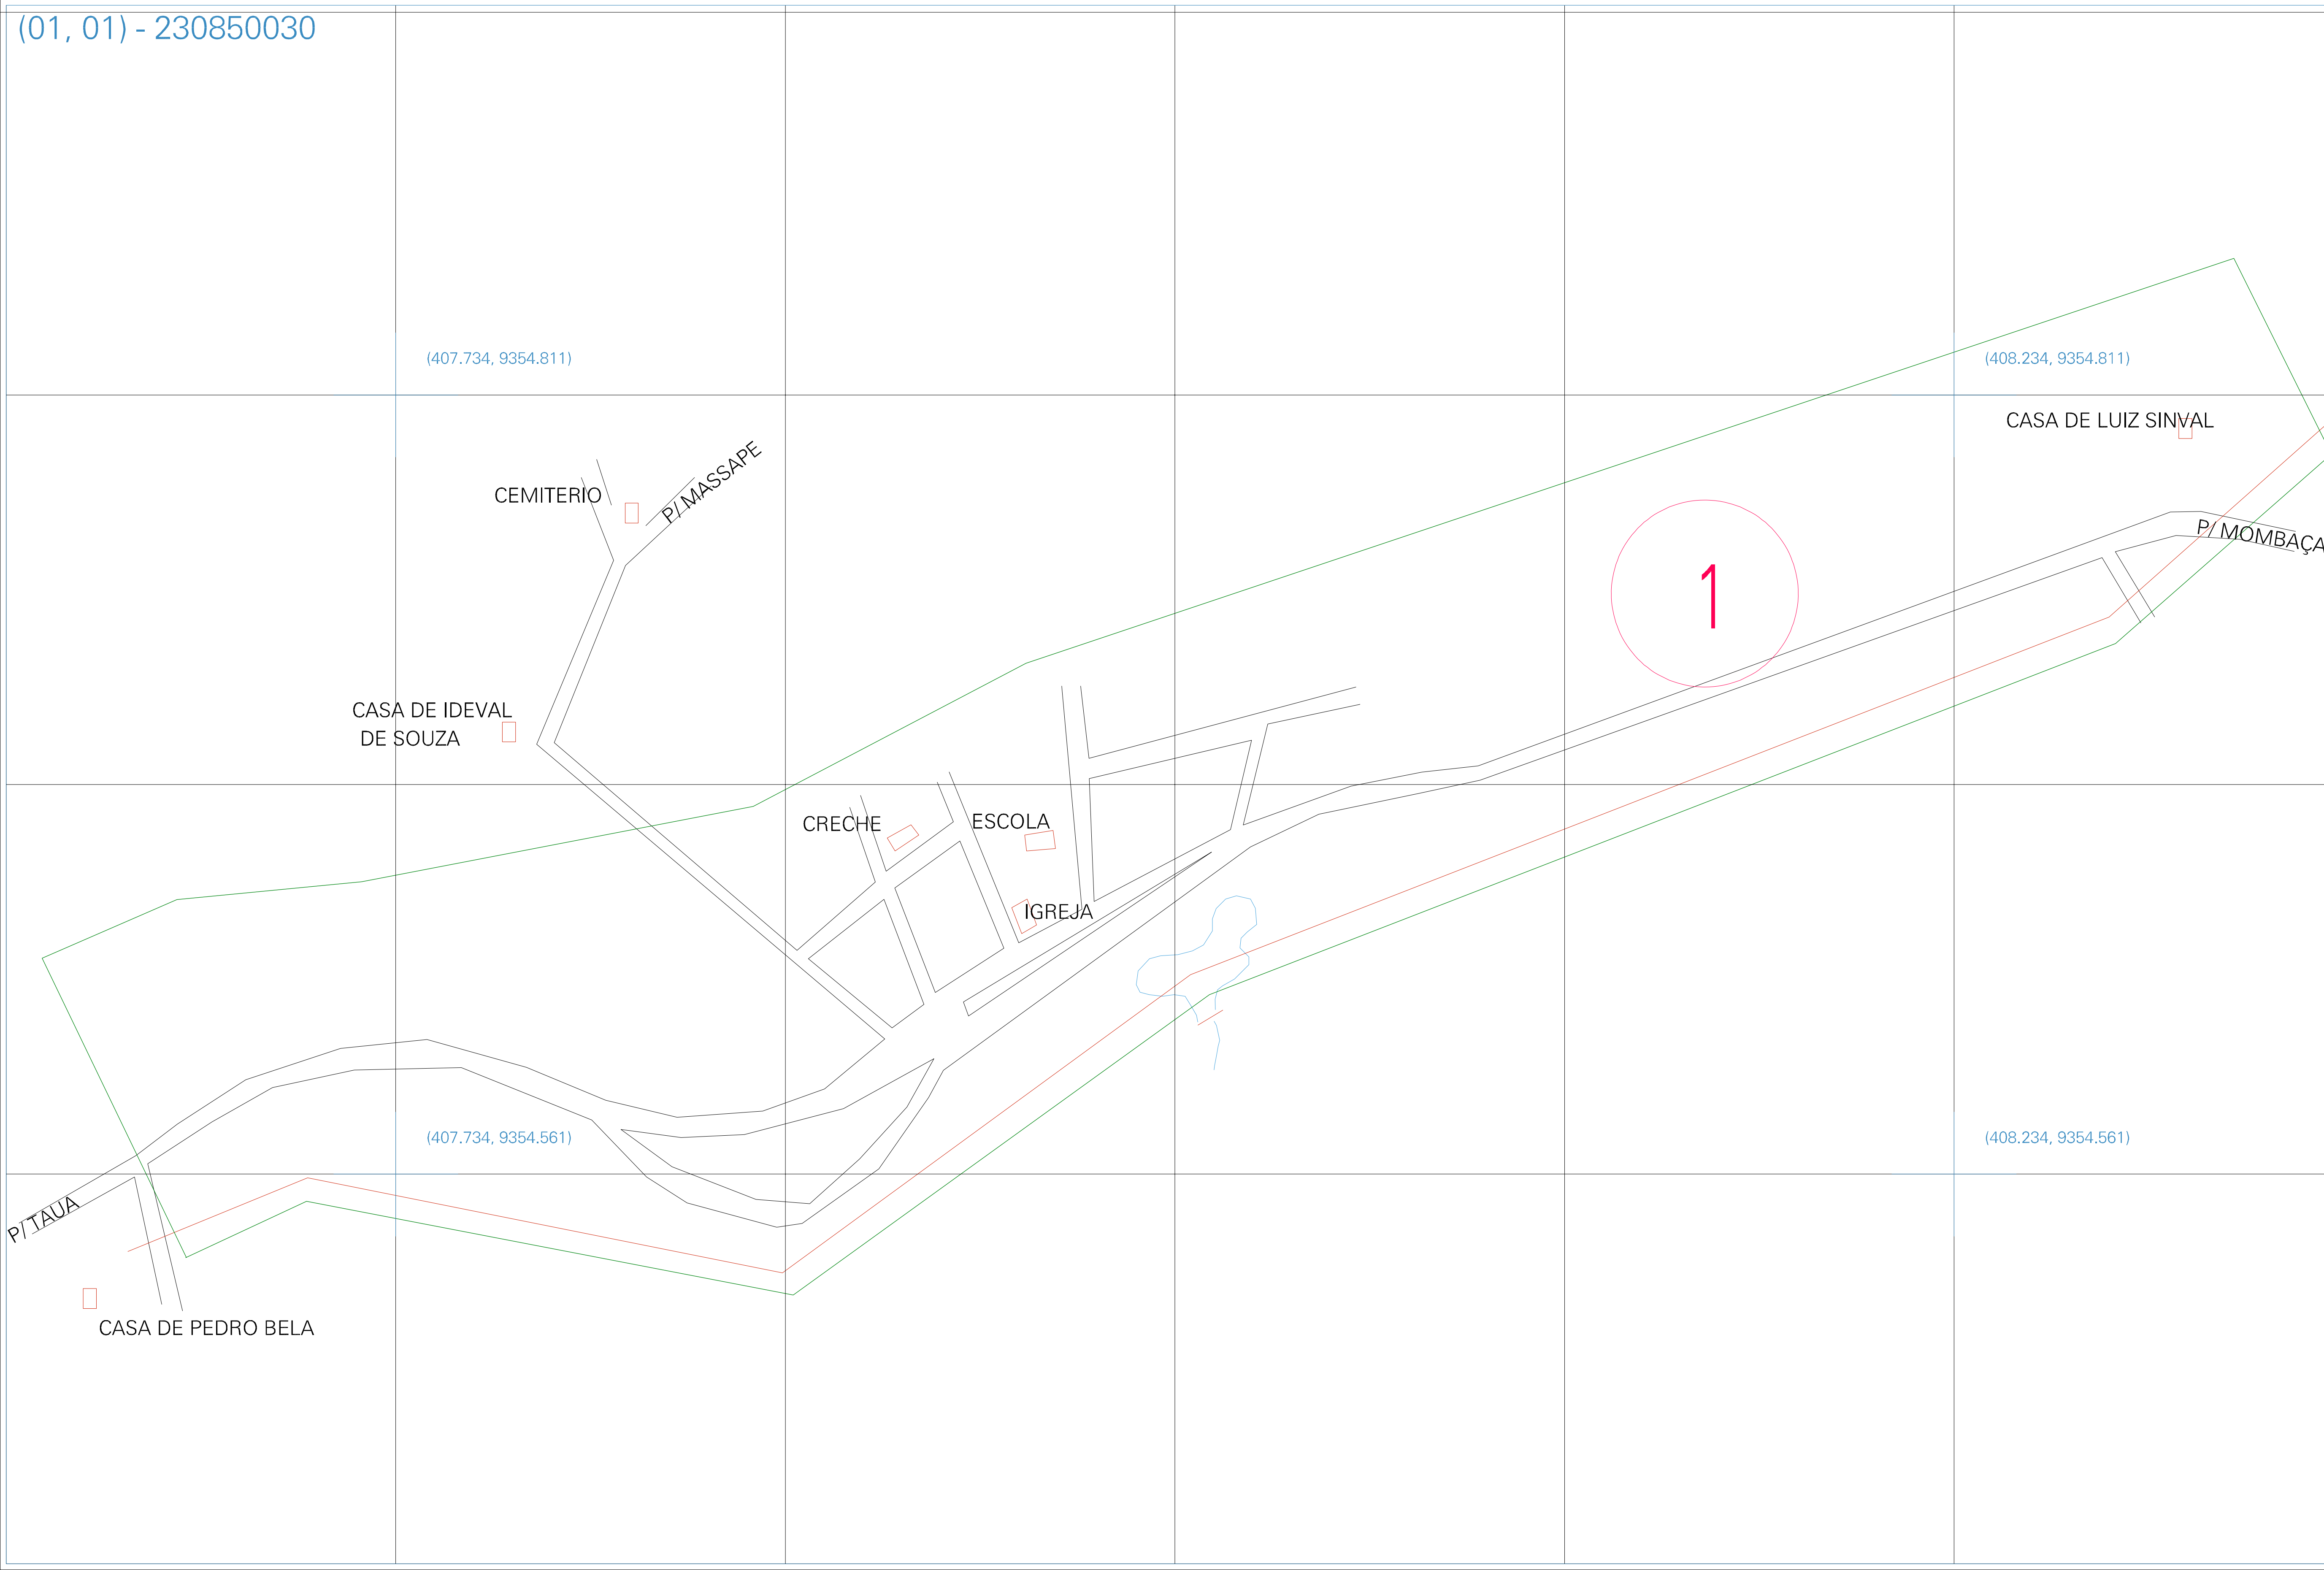 (01, 01) - 230850030
(407.734, 9354.811)
(408.234, 9354.811)
CASA DE LUIZ SINVAL
CEMITERIO
P/ MASSAPE
P/ MOMBAÇA
1
CASA DE IDEVAL
DE SOUZA
CRECHE
ESCOLA
IGREJA
(407.734, 9354.561)
(408.234, 9354.561)
P/ TAUA
CASA DE PEDRO BELA